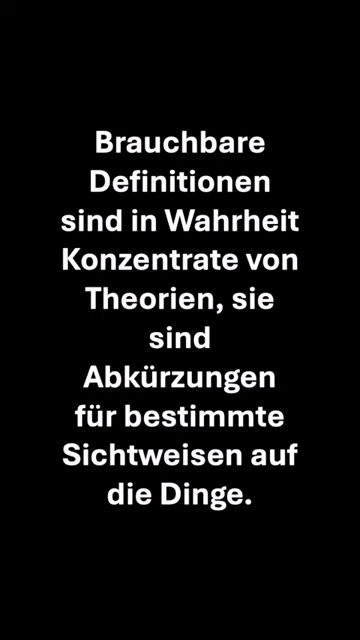 Brauchbare
Definitionen
sind in Wahrheit
Konzentrate von
Theorien, sie
sind
Abkürzungen
für bestimmte
Sichtweisen auf
die Dinge.